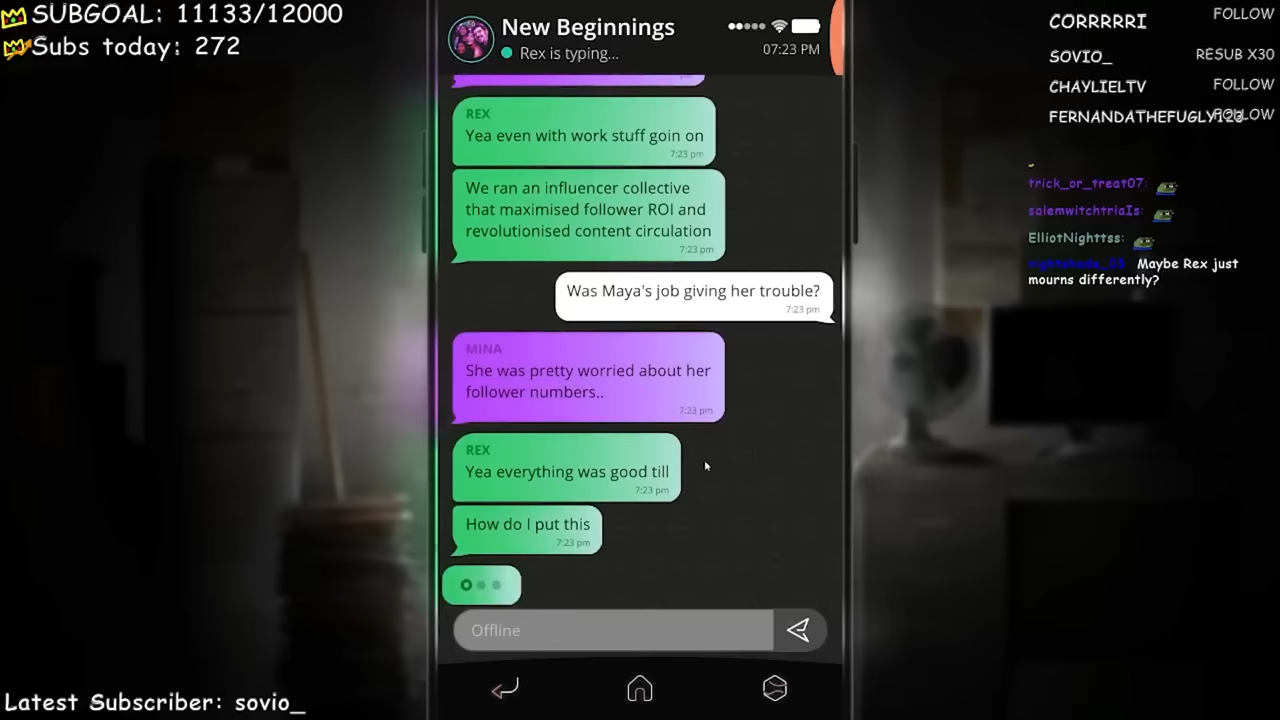 SUBGOAL: 11133/12000
Subs today: 272
New Beginnings
Rex is typing...
07:23 PM
REX
Yea even with work stuff goin on
7:23 pm
We ran an influencer collective
that maximised follower ROI and
revolutionised content circulation
7:23 pm
Was Maya's job giving her trouble?
7:23 pm
MINA
She was pretty worried about her
follower numbers..
7:23 pm
REX
Yea everything was good till
7:23 pm
How do I put this
7:23 pm
Offline
CORRRRRI FOLLOW
SOVIO_ RESUB X30
CHAYLIELTV FOLLOW
FERNANDATHEFUGLY123 FOLLOW
trick_or_treat07:
salemwitchtriaIs:
ElliotNighttss:
Maybe Rex just
mourns differently?
Latest Subscriber: sovio_